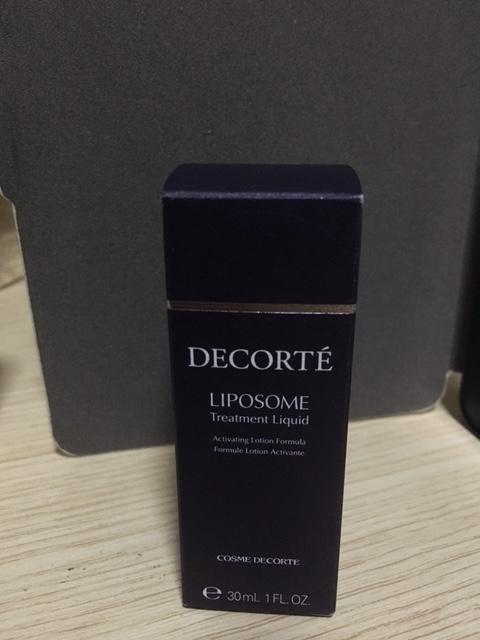 DECORTÉ
LIPOSOME
Treatment Liquid
Activating Lotion Formula
Formule Lotion Activante
COSME DECORTE
℮ 30mL 1 FL. OZ.